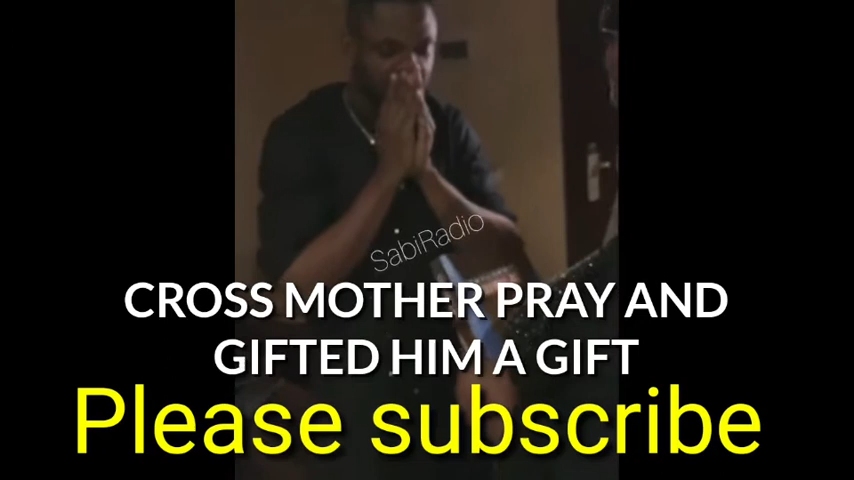 SabiRadio
CROSS MOTHER PRAY AND
GIFTED HIM A GIFT
Please subscribe